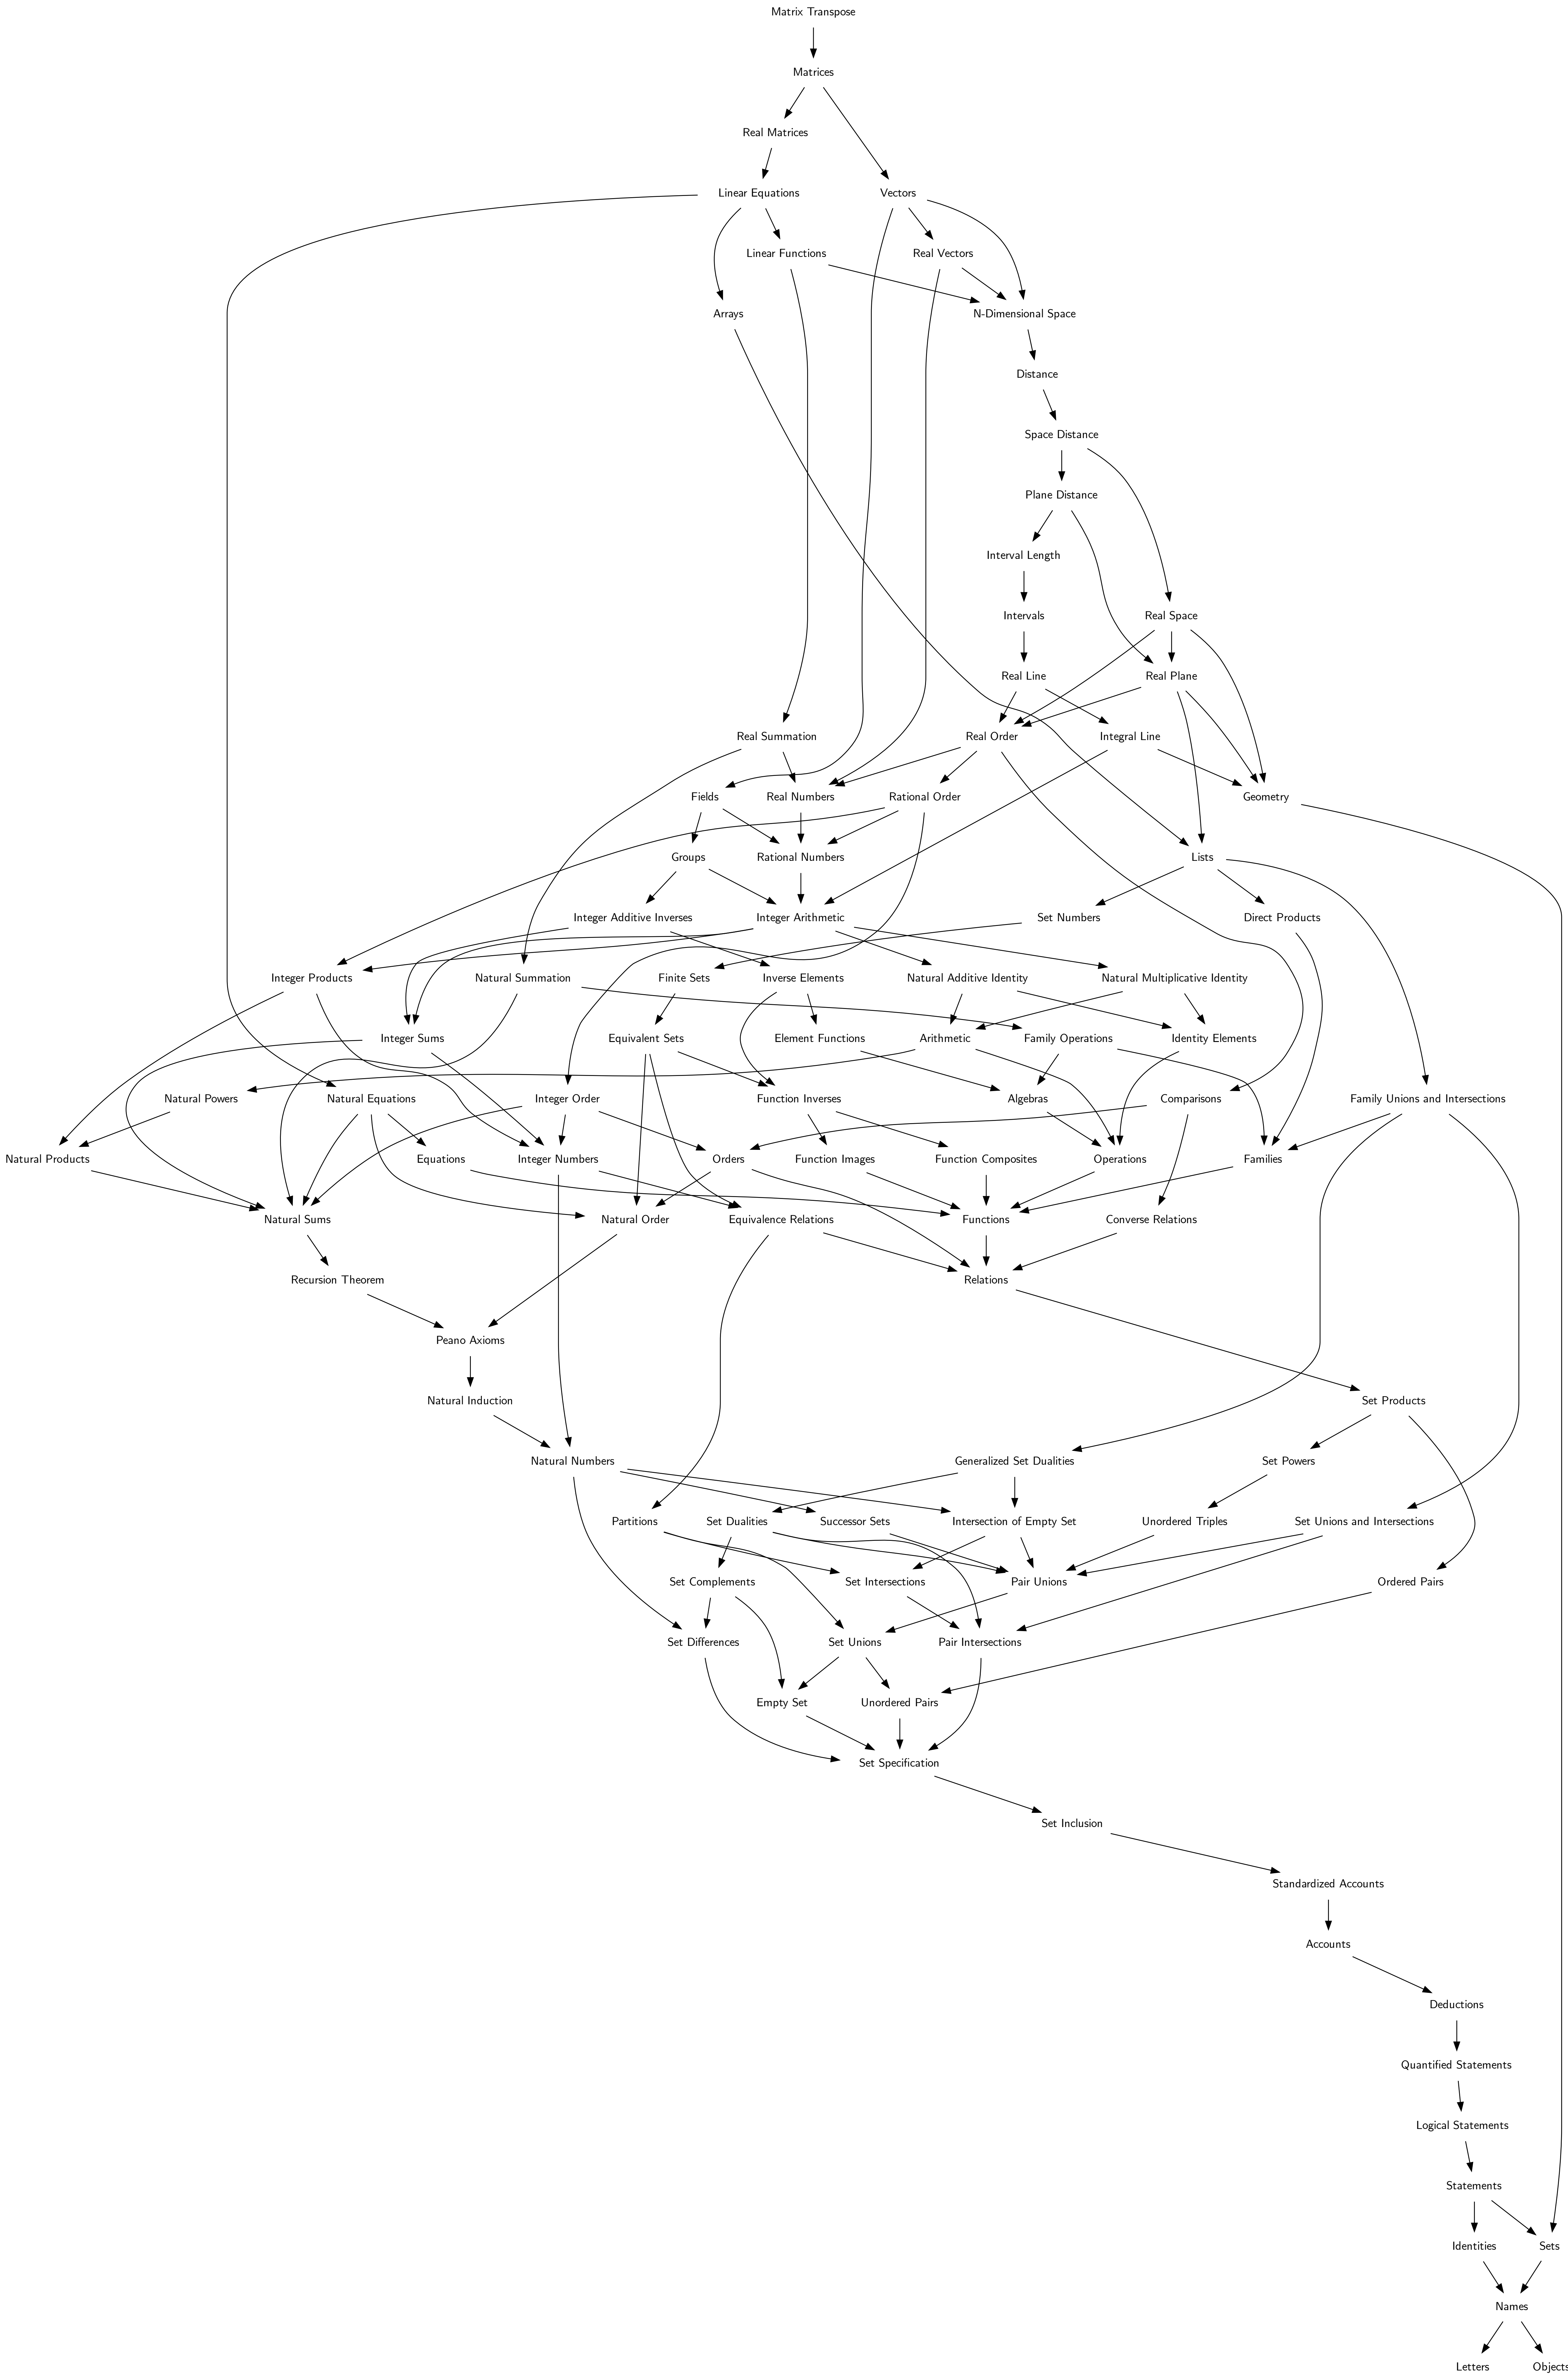 Matrix Transpose
Matrices
Real Matrices
Linear Equations
Vectors
Linear Functions
Real Vectors
Arrays
N-Dimensional Space
Distance
Space Distance
Plane Distance
Interval Length
Intervals
Real Space
Real Line
Real Plane
Real Summation
Real Order
Integral Line
Fields
Real Numbers
Rational Order
Geometry
Groups
Rational Numbers
Lists
Integer Additive Inverses
Integer Arithmetic
Set Numbers
Direct Products
Integer Products
Natural Summation
Finite Sets
Inverse Elements
Natural Additive Identity
Natural Multiplicative Identity
Integer Sums
Equivalent Sets
Element Functions
Arithmetic
Family Operations
Identity Elements
Natural Powers
Natural Equations
Integer Order
Function Inverses
Algebras
Comparisons
Family Unions and Intersections
Natural Products
Equations
Integer Numbers
Orders
Function Images
Function Composites
Operations
Families
Natural Sums
Natural Order
Equivalence Relations
Functions
Converse Relations
Recursion Theorem
Relations
Peano Axioms
Natural Induction
Set Products
Natural Numbers
Generalized Set Dualities
Set Powers
Partitions
Set Dualities
Successor Sets
Intersection of Empty Set
Unordered Triples
Set Unions and Intersections
Set Complements
Set Intersections
Pair Unions
Ordered Pairs
Set Differences
Set Unions
Pair Intersections
Empty Set
Unordered Pairs
Set Specification
Set Inclusion
Standardized Accounts
Accounts
Deductions
Quantified Statements
Logical Statements
Statements
Identities
Sets
Names
Letters
Objects